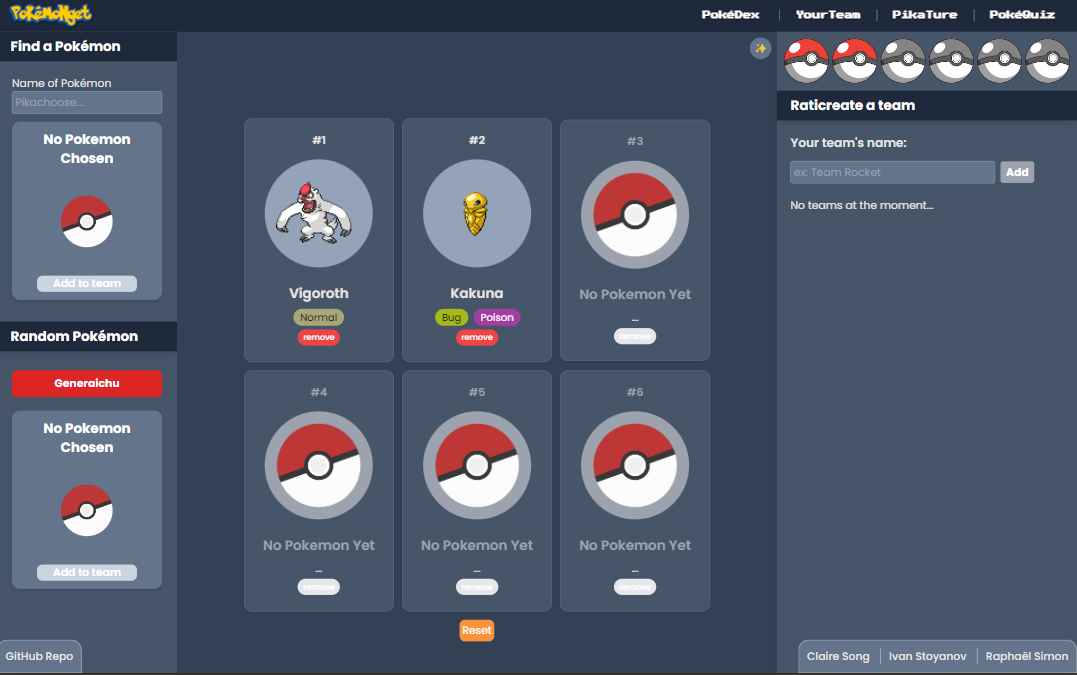 PokéMoNget
PokéDex
YourTeam
PikaTure
PokéQuiz
Find a Pokémon
Name of Pokémon
Pikachoose...
No Pokemon
Chosen
Add to team
Random Pokémon
Generaichu
No Pokemon
Chosen
Add to team
GitHub Repo
#1
Vigoroth
Normal
remove
#2
Kakuna
Bug Poison
remove
#3
No Pokemon Yet
...
remove
#4
No Pokemon Yet
...
remove
#5
No Pokemon Yet
...
remove
#6
No Pokemon Yet
...
remove
Reset
Raticreate a team
Your team's name:
ex: Team Rocket
Add
No teams at the moment...
Claire Song
Ivan Stoyanov
Raphaël Simon